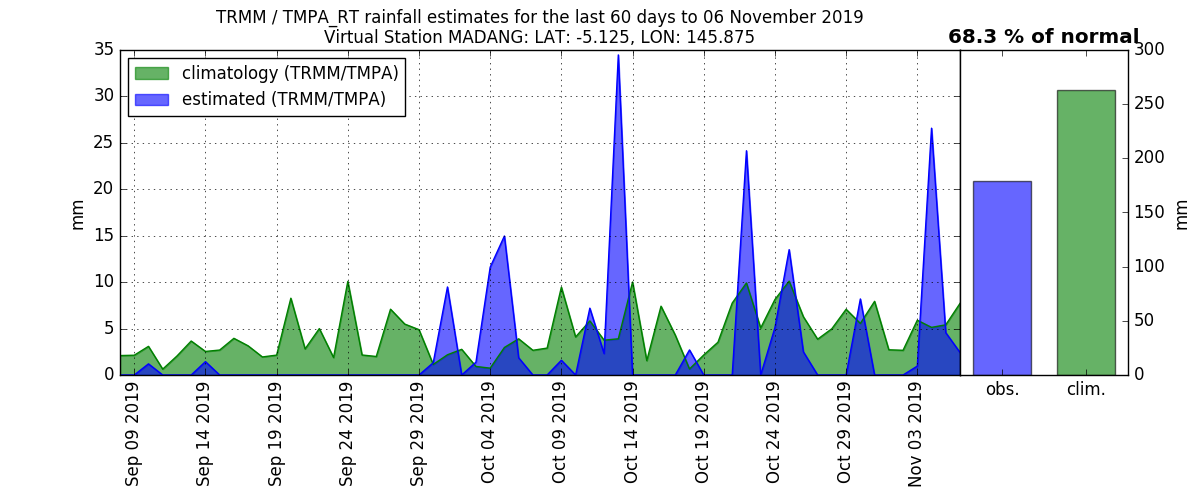 TRMM / TMPA_RT rainfall estimates for the last 60 days to 06 November 2019
Virtual Station MADANG: LAT: -5.125, LON: 145.875
68.3 % of normal
climatology (TRMM/TMPA)
estimated (TRMM/TMPA)
35
30
25
20
15
10
5
0
mm
300
250
200
150
100
50
0
mm
obs.
clim.
Sep 09 2019
Sep 14 2019
Sep 19 2019
Sep 24 2019
Sep 29 2019
Oct 04 2019
Oct 09 2019
Oct 14 2019
Oct 19 2019
Oct 24 2019
Oct 29 2019
Nov 03 2019